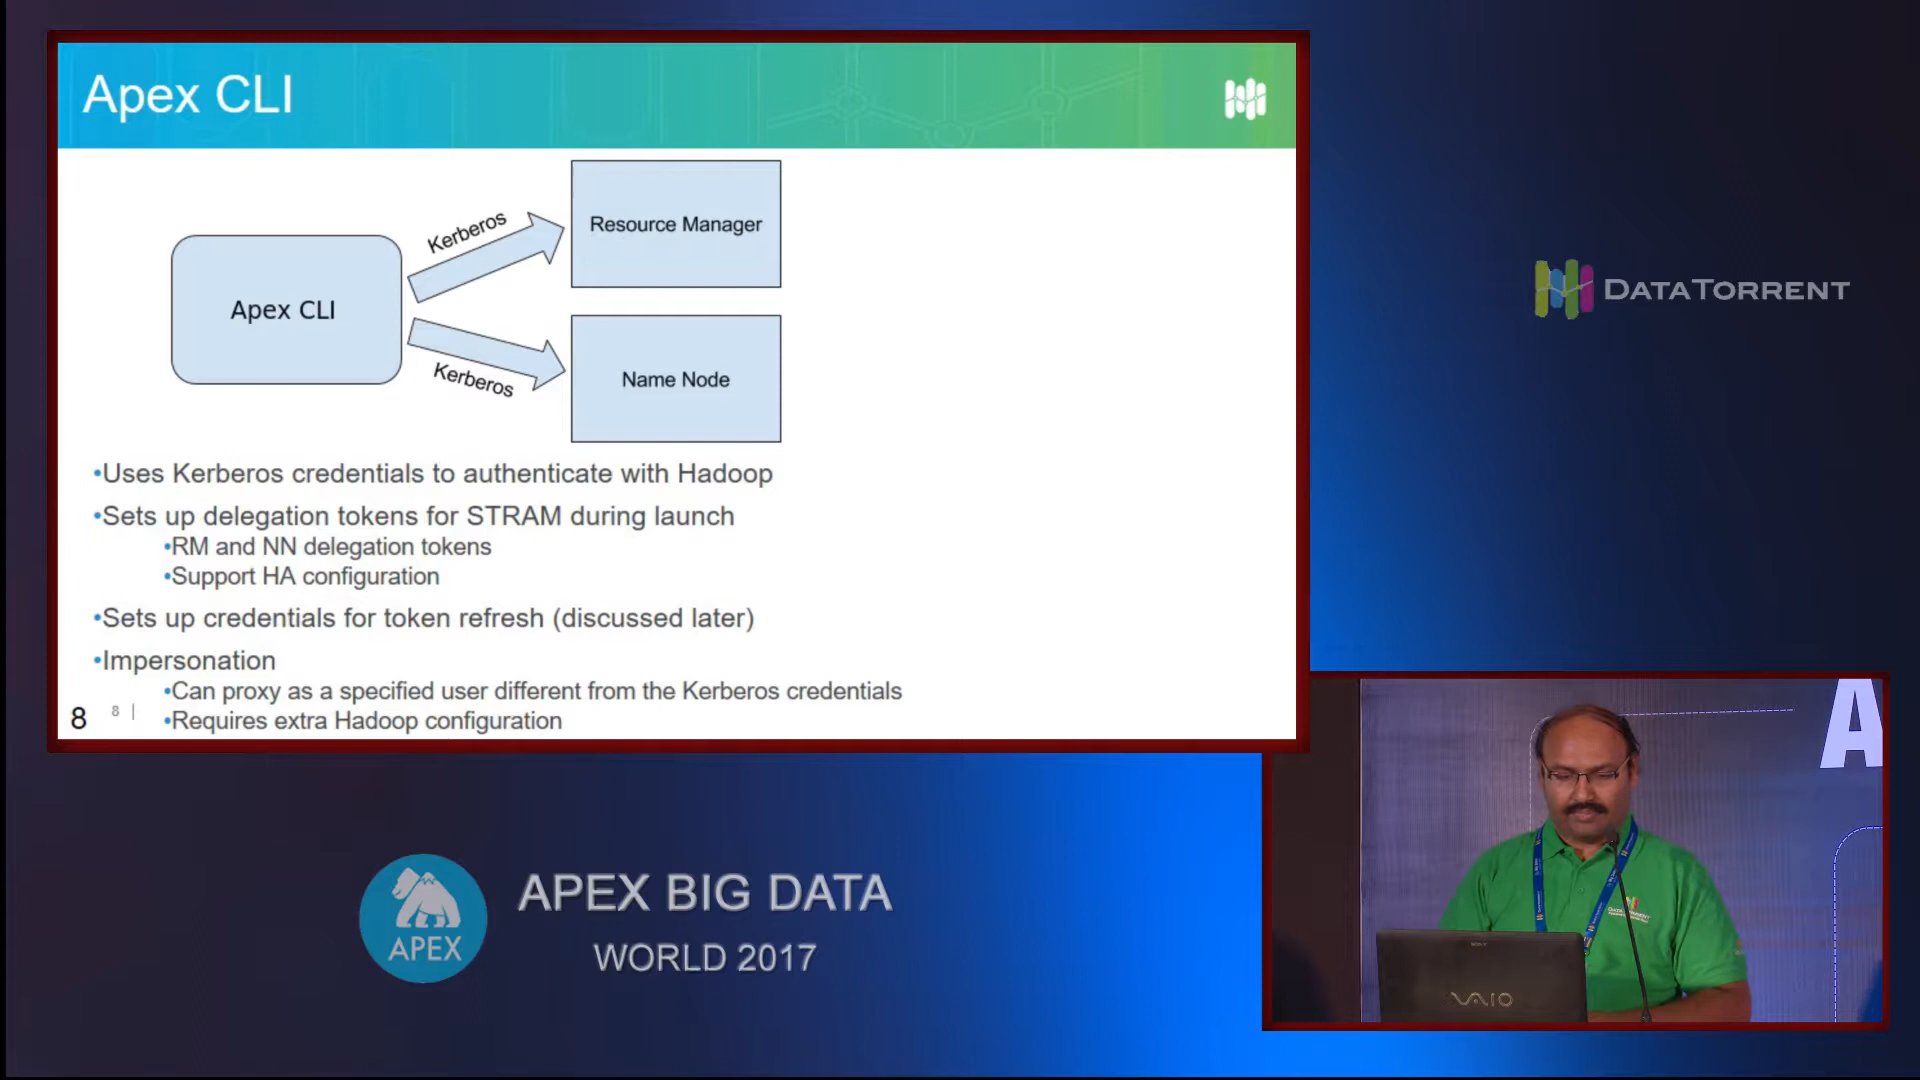 Apex CLI
Kerberos
Resource Manager
Apex CLI
Kerberos
Name Node
•Uses Kerberos credentials to authenticate with Hadoop
•Sets up delegation tokens for STRAM during launch
•RM and NN delegation tokens
•Support HA configuration
•Sets up credentials for token refresh (discussed later)
•Impersonation
•Can proxy as a specified user different from the Kerberos credentials
•Requires extra Hadoop configuration
8
8 |
DATATORRENT
A
VAIO
APEX
APEX BIG DATA
WORLD 2017